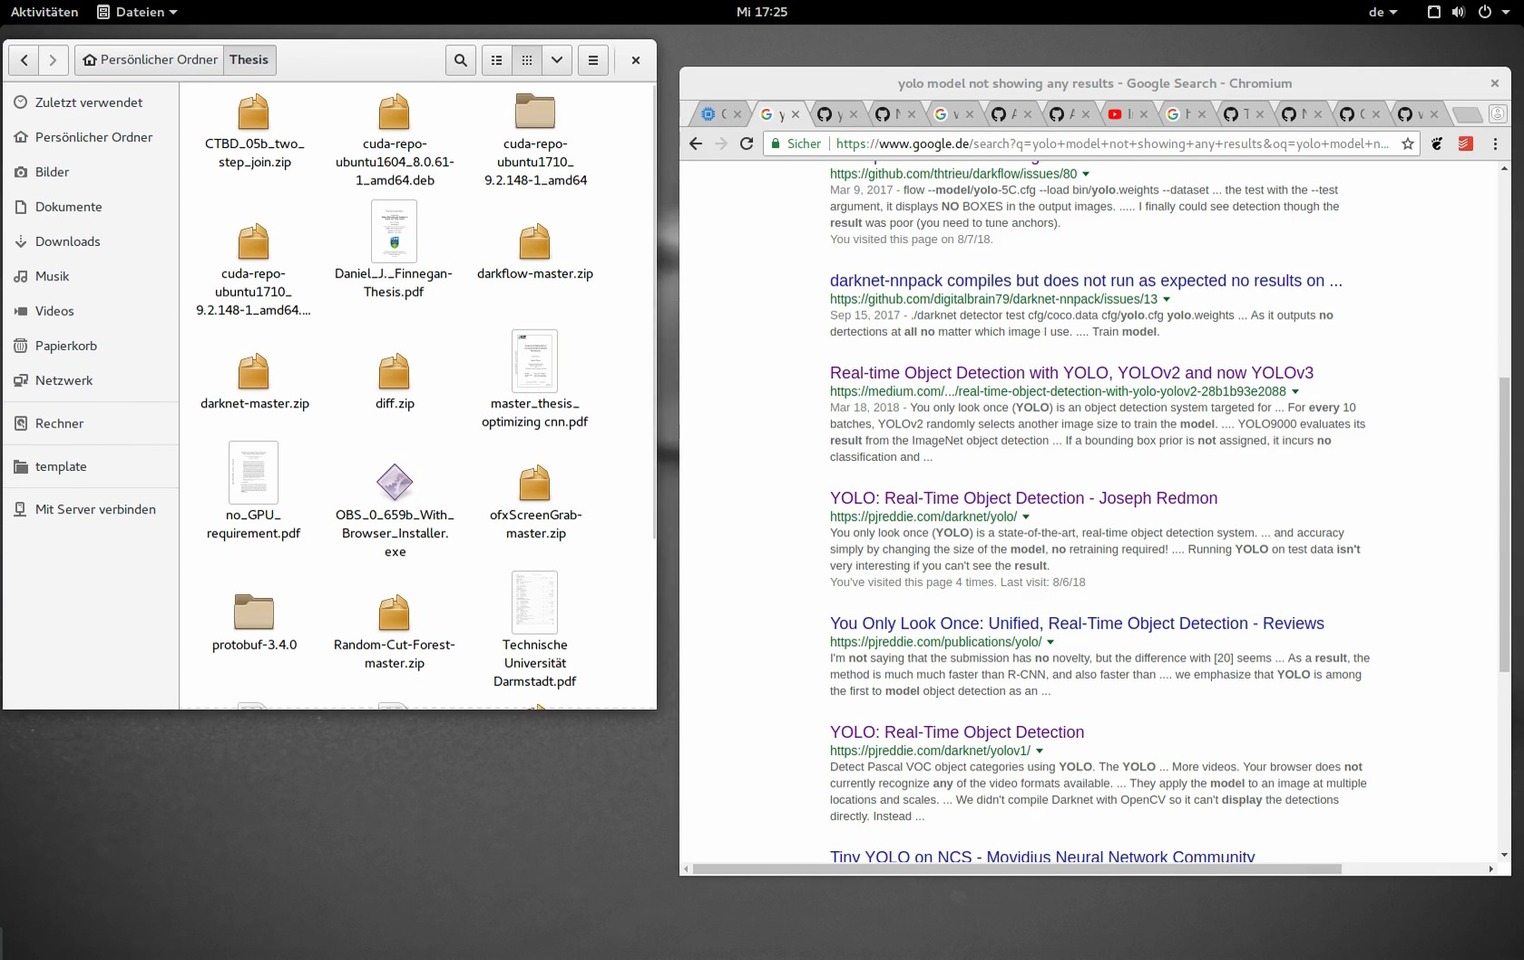 Aktivitäten
Dateien
Mi 17:25
de
Persönlicher Ordner
Thesis
Zuletzt verwendet
Persönlicher Ordner
Bilder
Dokumente
Downloads
Musik
Videos
Papierkorb
Netzwerk
Rechner
template
Mit Server verbinden
CTBD_05b_two_
step_join.zip
cuda-repo-
ubuntu1604_8.0.61-
1_amd64.deb
cuda-repo-
ubuntu1710_
9.2.148-1_amd64
cuda-repo-
ubuntu1710_
9.2.148-1_amd64....
Daniel_J._Finnegan-
Thesis.pdf
darkflow-master.zip
darknet-master.zip
diff.zip
master_thesis_
optimizing cnn.pdf
no_GPU_
requirement.pdf
OBS_0_659b_With_
Browser_Installer.
exe
ofxScreenGrab-
master.zip
protobuf-3.4.0
Random-Cut-Forest-
master.zip
Technische
Universität
Darmstadt.pdf
yolo model not showing any results - Google Search - Chromium
Sicher
https://www.google.de/search?q=yolo+model+not+showing+any+results&oq=yolo+model+n...
https://github.com/thtrieu/darkflow/issues/80
Mar 9, 2017 - flow --model/yolo-5C.cfg --load bin/yolo.weights --dataset ... the test with the --test
argument, it displays NO BOXES in the output images. ..... I finally could see detection though the
result was poor (you need to tune anchors).
You visited this page on 8/7/18.
darknet-nnpack compiles but does not run as expected no results on ...
https://github.com/digitalbrain79/darknet-nnpack/issues/13
Sep 15, 2017 - ./darknet detector test cfg/coco.data cfg/yolo.cfg yolo.weights ... As it outputs no
dertections at all no matter which image I use. .... Train model.
Real-time Object Detection with YOLO, YOLOv2 and now YOLOv3
https://medium.com/.../real-time-object-detection-with-yolo-yolov2-28b1b93e2088
Mar 18, 2018 - You only look once (YOLO) is an object detection system targeted for ... For every 10
batches, YOLOv2 randomly selects another image size to train the model. .... YOLO9000 evaluates its
result from the ImageNet object detection ... If a bounding box prior is not assigned, it incurs no
classification and ...
YOLO: Real-Time Object Detection - Joseph Redmon
https://pjreddie.com/darknet/yolo/
You only look once (YOLO) is a state-of-the-art, real-time object detection system. ... and accuracy
simply by changing the size of the model, no retraining required! .... Running YOLO on test data isn't
very interesting if you can't see the result.
You've visited this page 4 times. Last visit: 8/6/18
You Only Look Once: Unified, Real-Time Object Detection - Reviews
https://pjreddie.com/publications/yolo/
I'm not saying that the submission has no novelty, but the difference with [20] seems ... As a result, the
method is much much faster than R-CNN, and also faster than .... we emphasize that YOLO is among
the first to model object detection as an ...
YOLO: Real-Time Object Detection
https://pjreddie.com/darknet/yolov1/
Detect Pascal VOC object categories using YOLO. The YOLO ... More videos. Your browser does not
currently recognize any of the video formats available. ... They apply the model to an image at multiple
locations and scales. ... We didn't compile Darknet with OpenCV so it can't display the detections
directly. Instead ...
Tiny YOLO on NCS - Movidius Neural Network Community